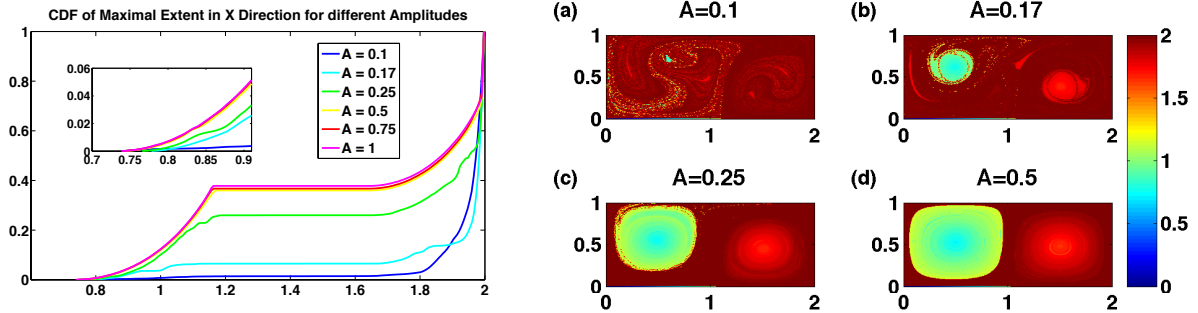 CDF of Maximal Extent in X Direction for different Amplitudes
1
0.8
0.6
0.4
0.2
0
0.8 1 1.2 1.4 1.6 1.8 2
0.06
0.04
0.02
0
0.7 0.75 0.8 0.85 0.9
A = 0.1
A = 0.17
A = 0.25
A = 0.5
A = 0.75
A = 1
(a) A=0.1
1
0.5
0
0 1 2
(b) A=0.17
1
0.5
0
0 1 2
(c) A=0.25
1
0.5
0
0 1 2
(d) A=0.5
1
0.5
0
0 1 2
2
1.5
1
0.5
0